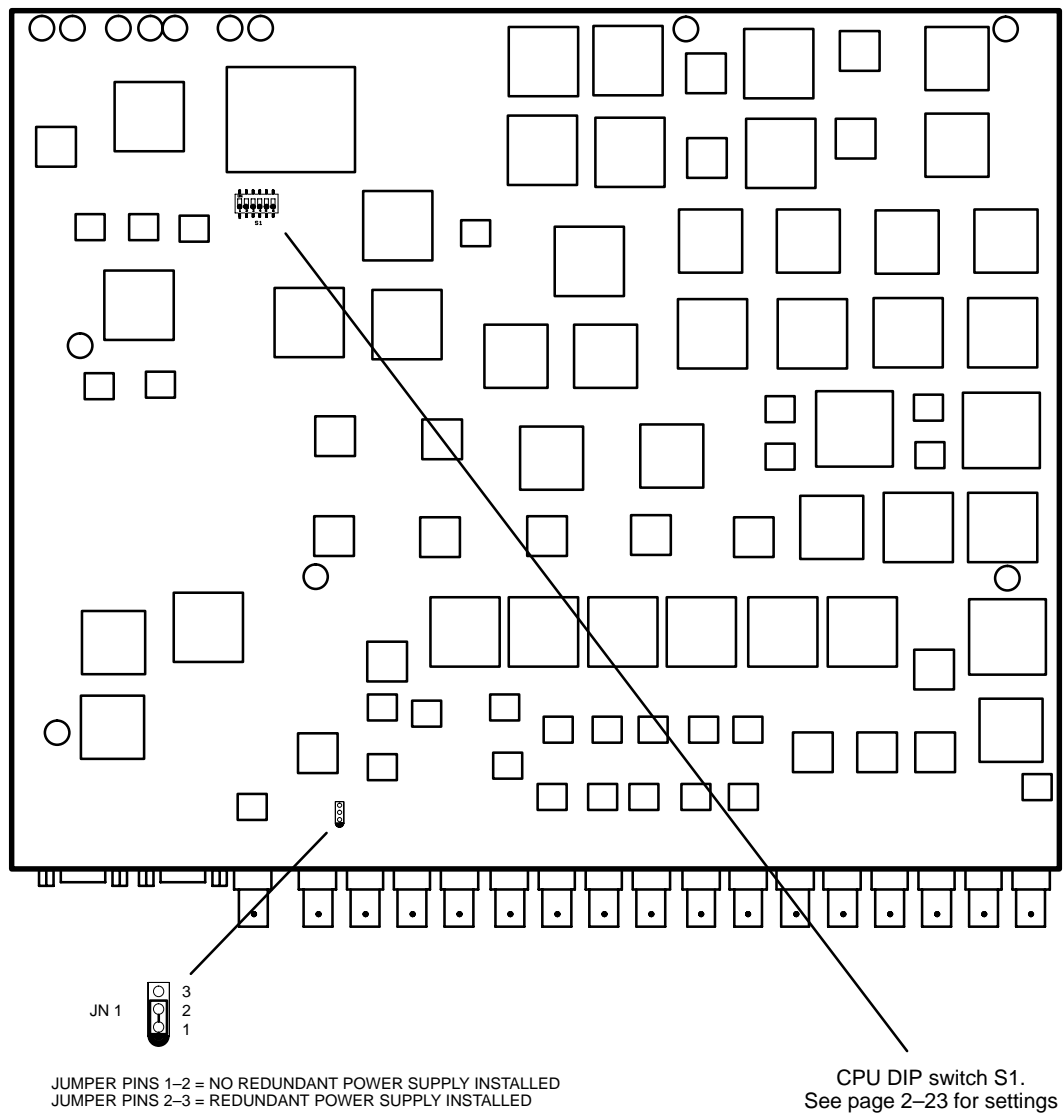 S1
JN 1
3
2
1
JUMPER PINS 1–2 = NO REDUNDANT POWER SUPPLY INSTALLED
JUMPER PINS 2–3 = REDUNDANT POWER SUPPLY INSTALLED
CPU DIP switch S1.
See page 2–23 for settings